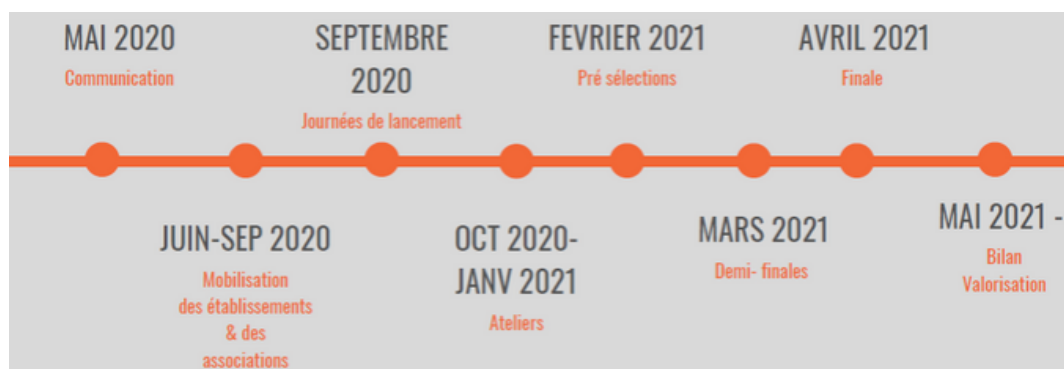 MAI 2020
Communication
JUIN-SEP 2020
Mobilisation
des établissements
& des
associations
SEPTEMBRE
2020
Journées de lancement
OCT 2020-
JANV 2021
Ateliers
FEVRIER 2021
Pré sélections
MARS 2021
Demi- finales
AVRIL 2021
Finale
MAI 2021 -
Bilan
Valorisation